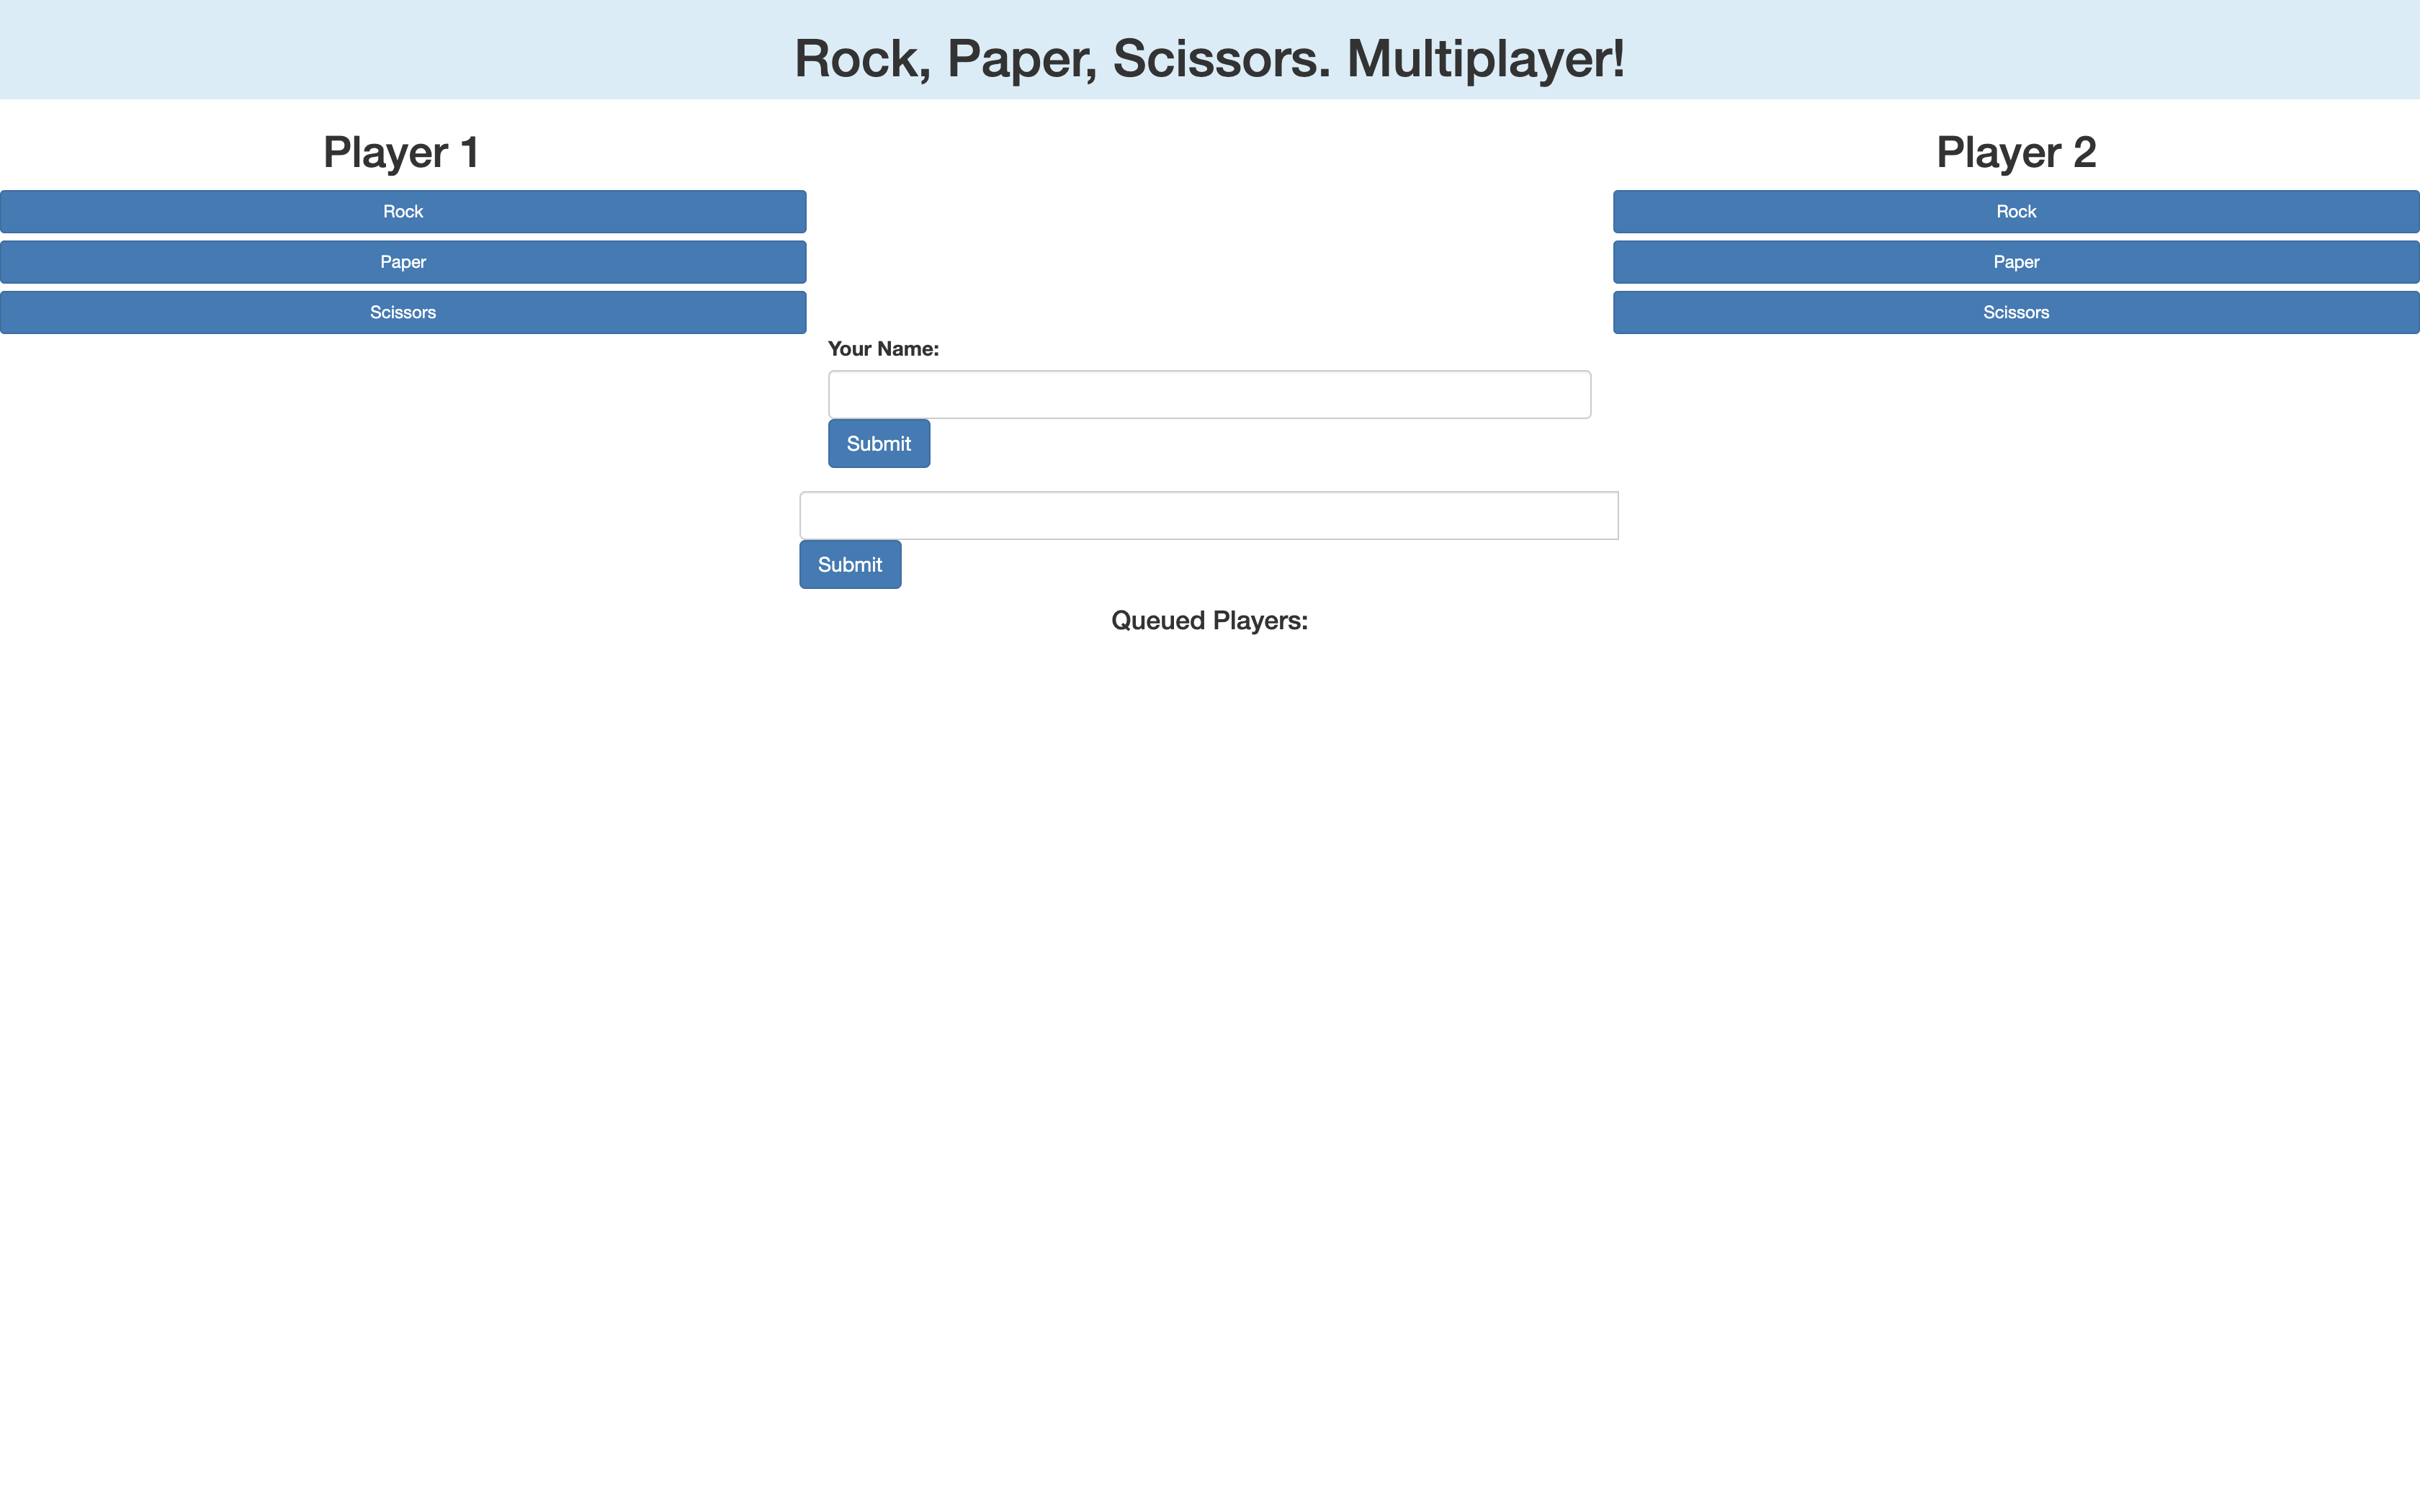 Rock, Paper, Scissors. Multiplayer!
Player 1
Rock
Paper
Scissors
Player 2
Rock
Paper
Scissors
Your Name:
Submit
Submit
Queued Players: